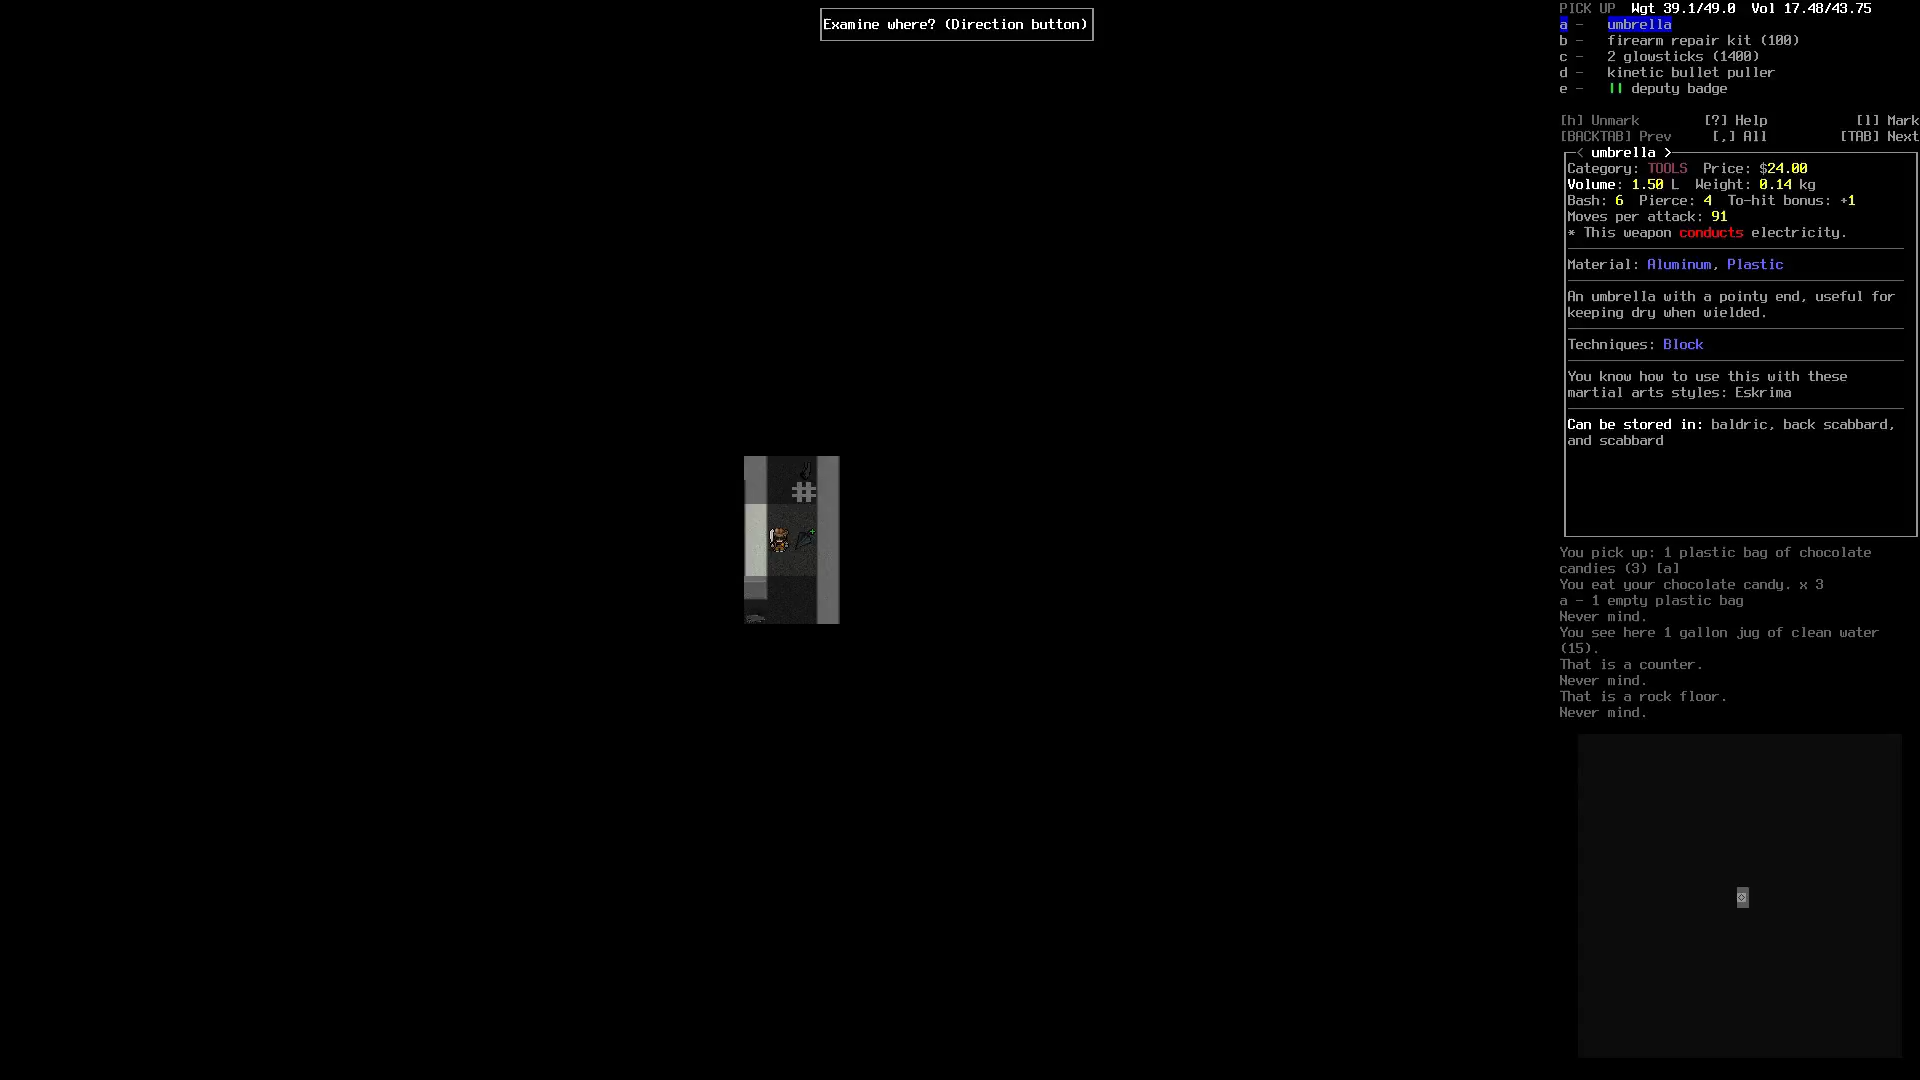 Examine where? (Direction button)
PICK UP  Wgt 39.1/49.0  Vol 17.48/43.75
a -   umbrella
b -   firearm repair kit (100)
c -   2 glowsticks (1400)
d -   kinetic bullet puller
e -   || deputy badge
[h] Unmark        [?] Help           [l] Mark
[BACKTAB] Prev     [,] All         [TAB] Next
< umbrella >
Category: TOOLS  Price: $24.00
Volume: 1.50 L  Weight: 0.14 kg
Bash: 6  Pierce: 4  To-hit bonus: +1
Moves per attack: 91
* This weapon conducts electricity.
Material: Aluminum, Plastic
An umbrella with a pointy end, useful for
keeping dry when wielded.
Techniques: Block
You know how to use this with these
martial arts styles: Eskrima
Can be stored in: baldric, back scabbard,
and scabbard
You pick up: 1 plastic bag of chocolate
candies (3) [a]
You eat your chocolate candy. x 3
a - 1 empty plastic bag
Never mind.
You see here 1 gallon jug of clean water
(15).
That is a counter.
Never mind.
That is a rock floor.
Never mind.